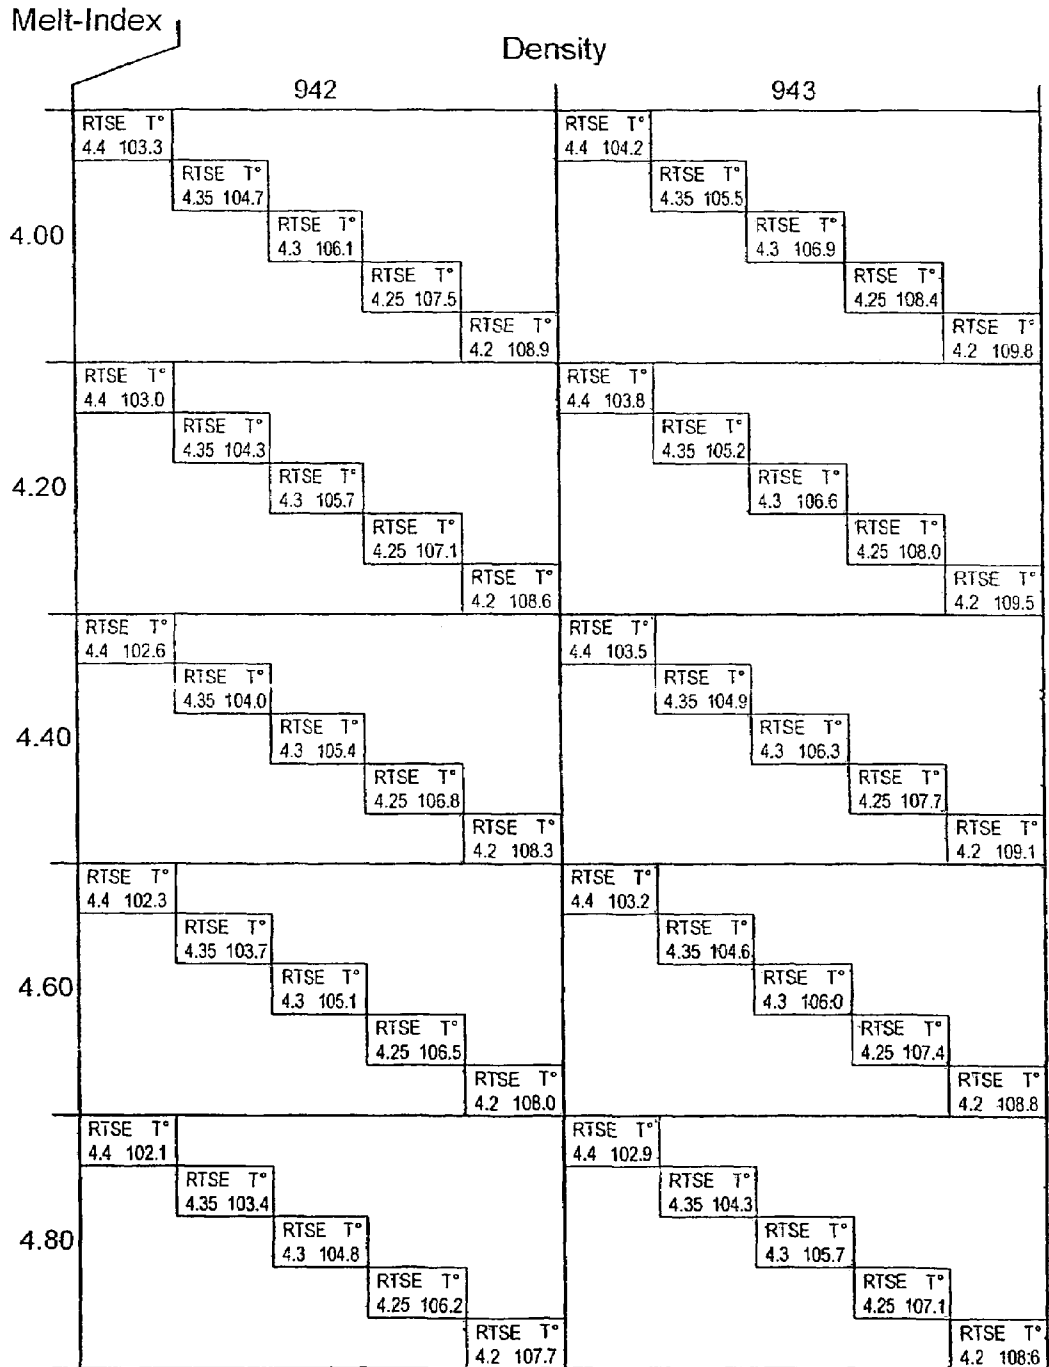 Melt-Index
Density
942 943
4.00
RTSE T° RTSE T°
4.4 103.3 4.4 104.2
RTSE T° RTSE T°
4.35 104.7 4.35 105.5
RTSE T° RTSE T°
4.3 106.1 4.3 106.9
RTSE T° RTSE T°
4.25 107.5 4.25 108.4
RTSE T° RTSE T°
4.2 108.9 4.2 109.8
4.20
RTSE T° RTSE T°
4.4 103.0 4.4 103.8
RTSE T° RTSE T°
4.35 104.3 4.35 105.2
RTSE T° RTSE T°
4.3 105.7 4.3 106.6
RTSE T° RTSE T°
4.25 107.1 4.25 108.0
RTSE T° RTSE T°
4.2 108.6 4.2 109.5
4.40
RTSE T° RTSE T°
4.4 102.6 4.4 103.5
RTSE T° RTSE T°
4.35 104.0 4.35 104.9
RTSE T° RTSE T°
4.3 105.4 4.3 106.3
RTSE T° RTSE T°
4.25 106.8 4.25 107.7
RTSE T° RTSE T°
4.2 108.3 4.2 109.1
4.60
RTSE T° RTSE T°
4.4 102.3 4.4 103.2
RTSE T° RTSE T°
4.35 103.7 4.35 104.6
RTSE T° RTSE T°
4.3 105.1 4.3 106.0
RTSE T° RTSE T°
4.25 106.5 4.25 107.4
RTSE T° RTSE T°
4.2 108.0 4.2 108.8
4.80
RTSE T° RTSE T°
4.4 102.1 4.4 102.9
RTSE T° RTSE T°
4.35 103.4 4.35 104.3
RTSE T° RTSE T°
4.3 104.8 4.3 105.7
RTSE T° RTSE T°
4.25 106.2 4.25 107.1
RTSE T° RTSE T°
4.2 107.7 4.2 108.6